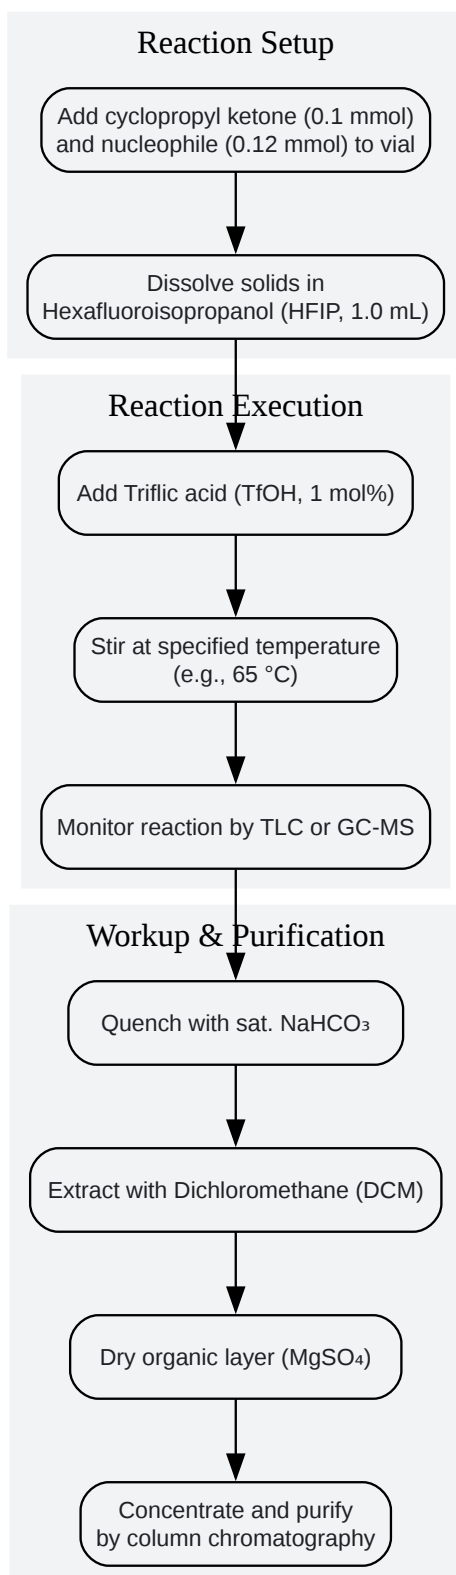 Reaction Setup
Add cyclopropyl ketone (0.1 mmol)
and nucleophile (0.12 mmol) to vial
Dissolve solids in
Hexafluoroisopropanol (HFIP, 1.0 mL)
Reaction Execution
Add Triflic acid (TfOH, 1 mol%)
Stir at specified temperature
(e.g., 65 °C)
Monitor reaction by TLC or GC-MS
Workup & Purification
Quench with sat. NaHCO₃
Extract with Dichloromethane (DCM)
Dry organic layer (MgSO₄)
Concentrate and purify
by column chromatography